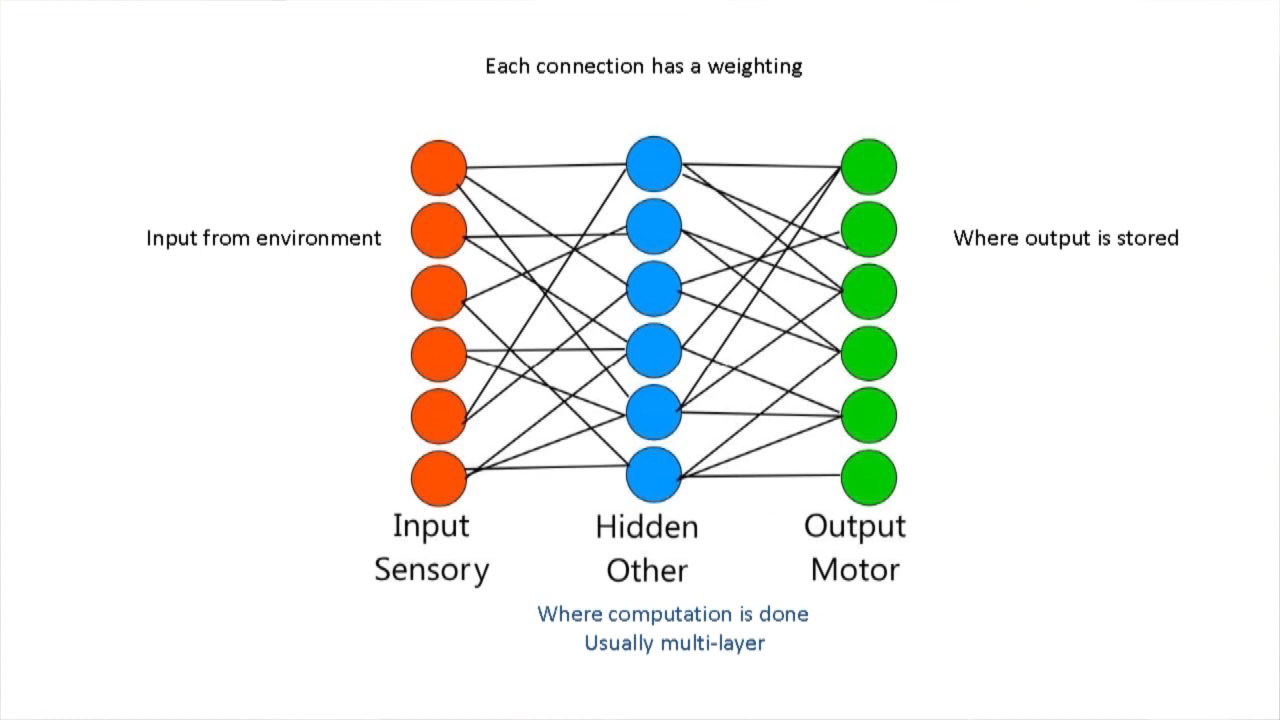 Each connection has a weighting
Input from environment
Where output is stored
Input
Sensory
Hidden
Other
Output
Motor
Where computation is done
Usually multi-layer